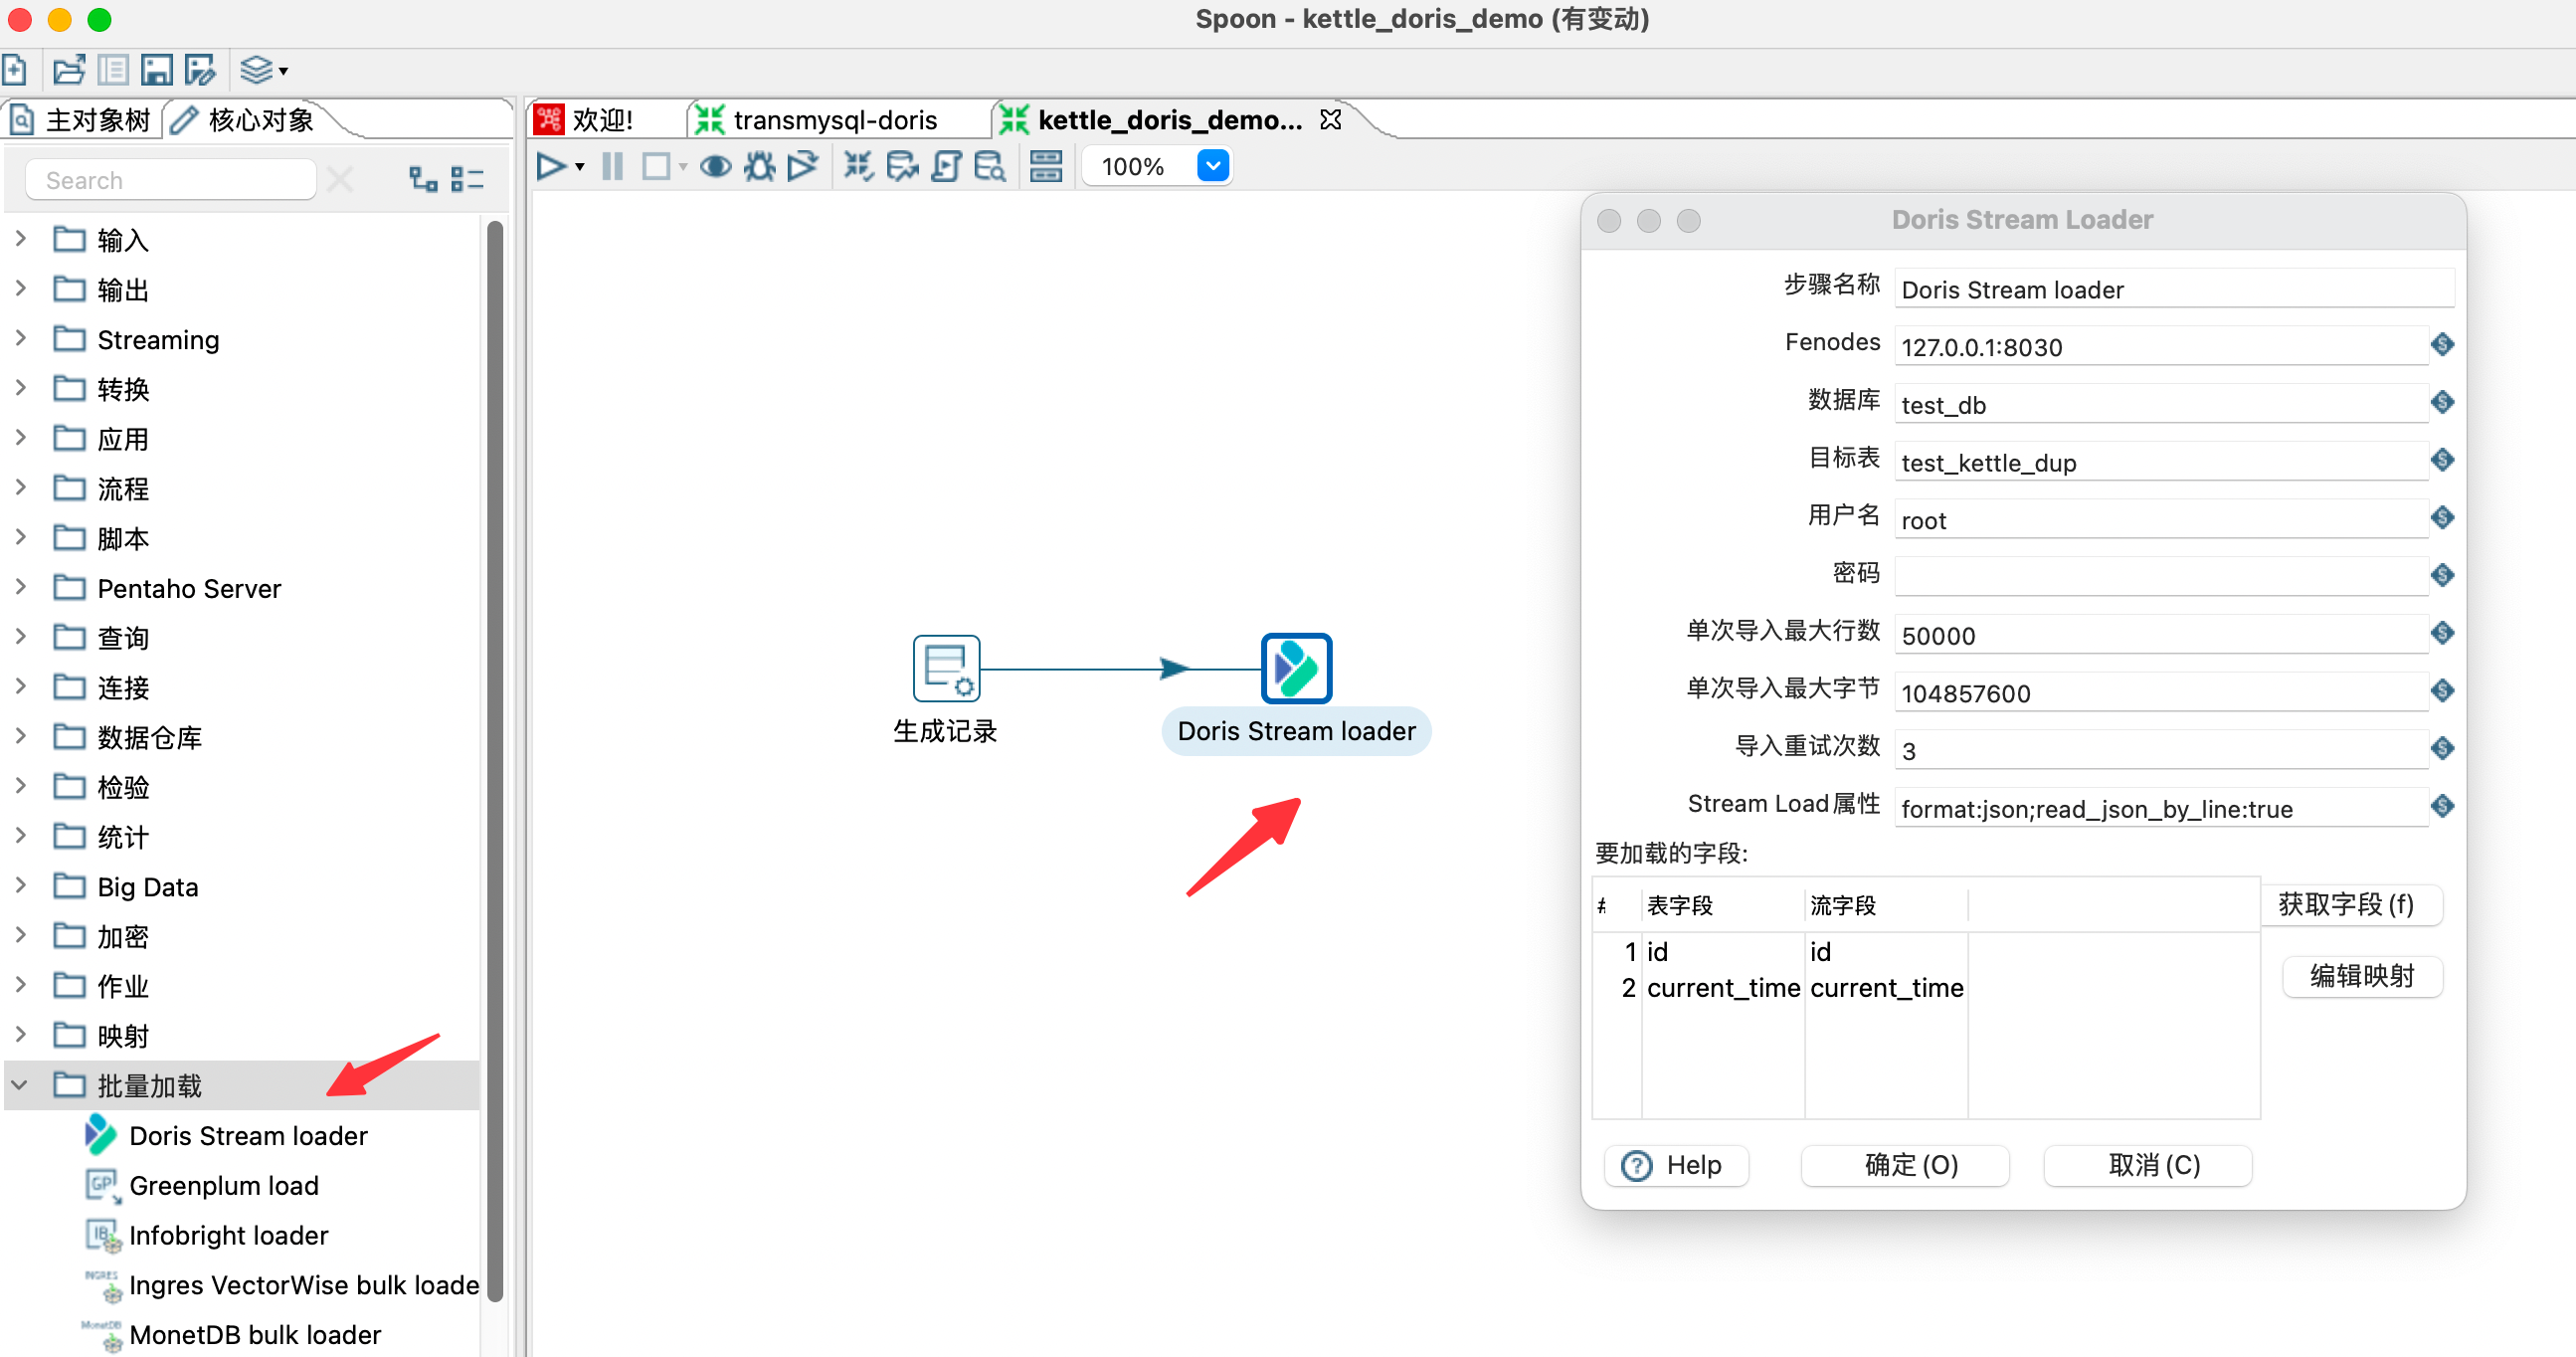 Spoon - kettle_doris_demo (有变动)
主对象树
核心对象
欢迎!
transmysql-doris
kettle_doris_demo...
Search
100%
输入
输出
Streaming
转换
应用
流程
脚本
Pentaho Server
查询
连接
数据仓库
检验
统计
Big Data
加密
作业
映射
批量加载
Doris Stream loader
GP
Greenplum load
IB
Infobright loader
INGRES
Ingres VectorWise bulk loade
MonetDB
MonetDB bulk loader
生成记录
Doris Stream loader
Doris Stream Loader
步骤名称 Doris Stream loader
Fenodes 127.0.0.1:8030
数据库 test_db
目标表 test_kettle_dup
用户名 root
密码
单次导入最大行数 50000
单次导入最大字节 104857600
导入重试次数 3
Stream Load属性 format:json;read_json_by_line:true
要加载的字段:
表字段 流字段
1 id id
2 current_time current_time
获取字段(f)
编辑映射
Help
确定(O)
取消(C)